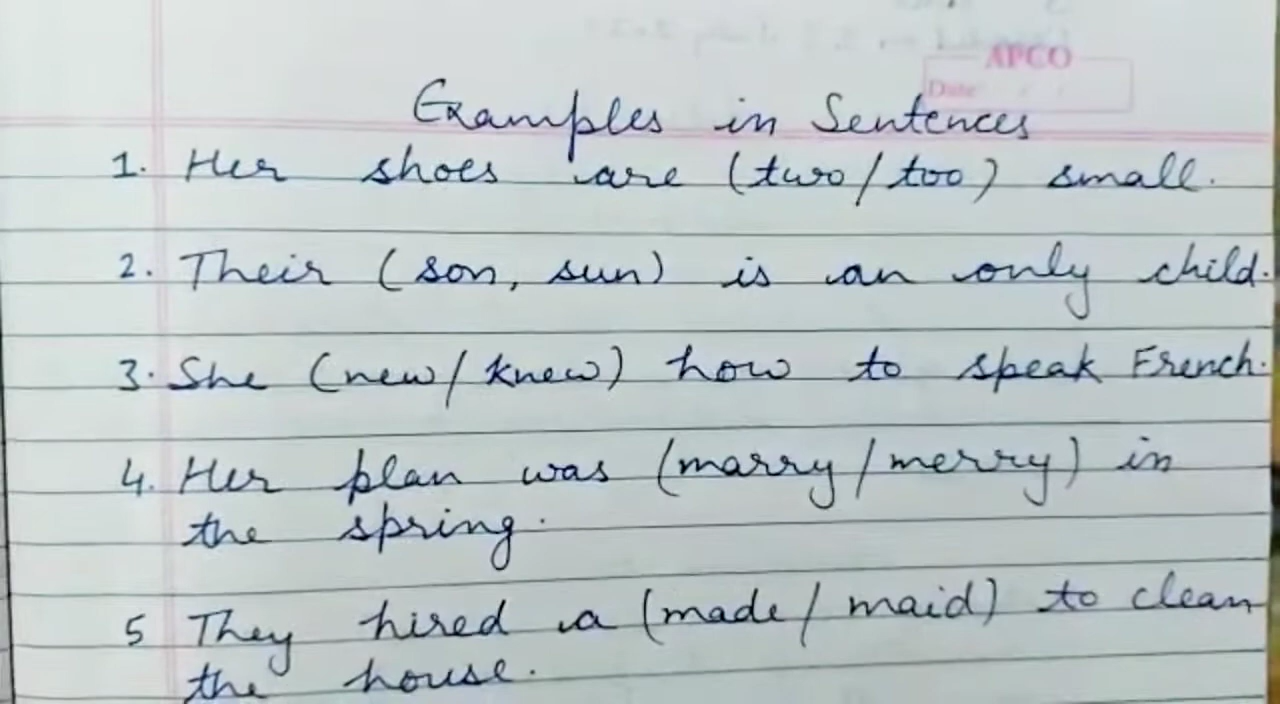 APCO
Date
Examples in Sentences
1. Her shoes are (two/too) small.
2. Their (son, sun) is an only child.
3. She (new/knew) how to speak French.
4. Her plan was (marry/merry) in
the spring.
5 They hired a (made/maid) to clean
the house.